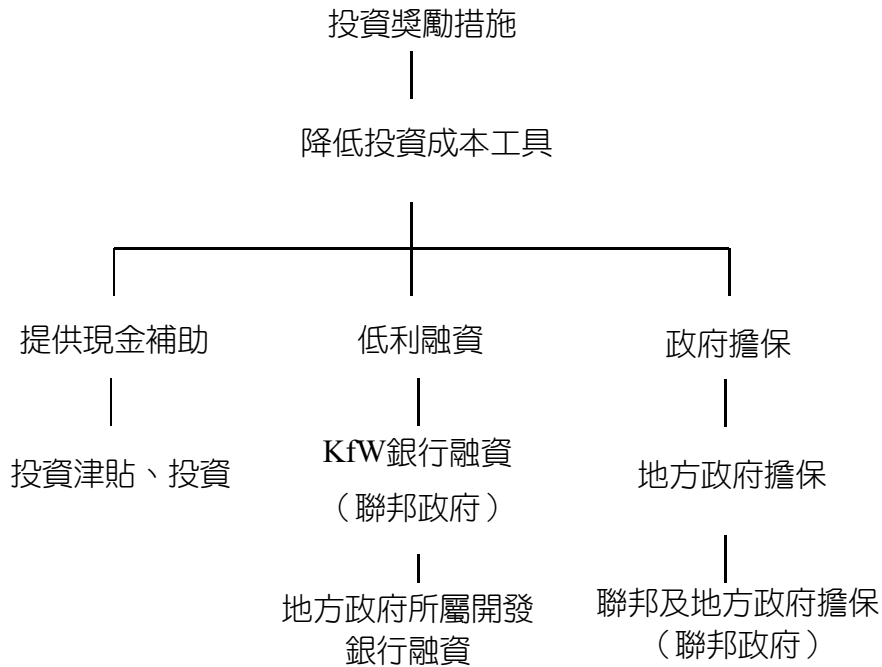 投資獎勵措施
降低投資成本工具
提供現金補助
低利融資
政府擔保
投資津貼、投資
KfW銀行融資
（聯邦政府）
地方政府擔保
地方政府所屬開發
銀行融資
聯邦及地方政府擔保
（聯邦政府）